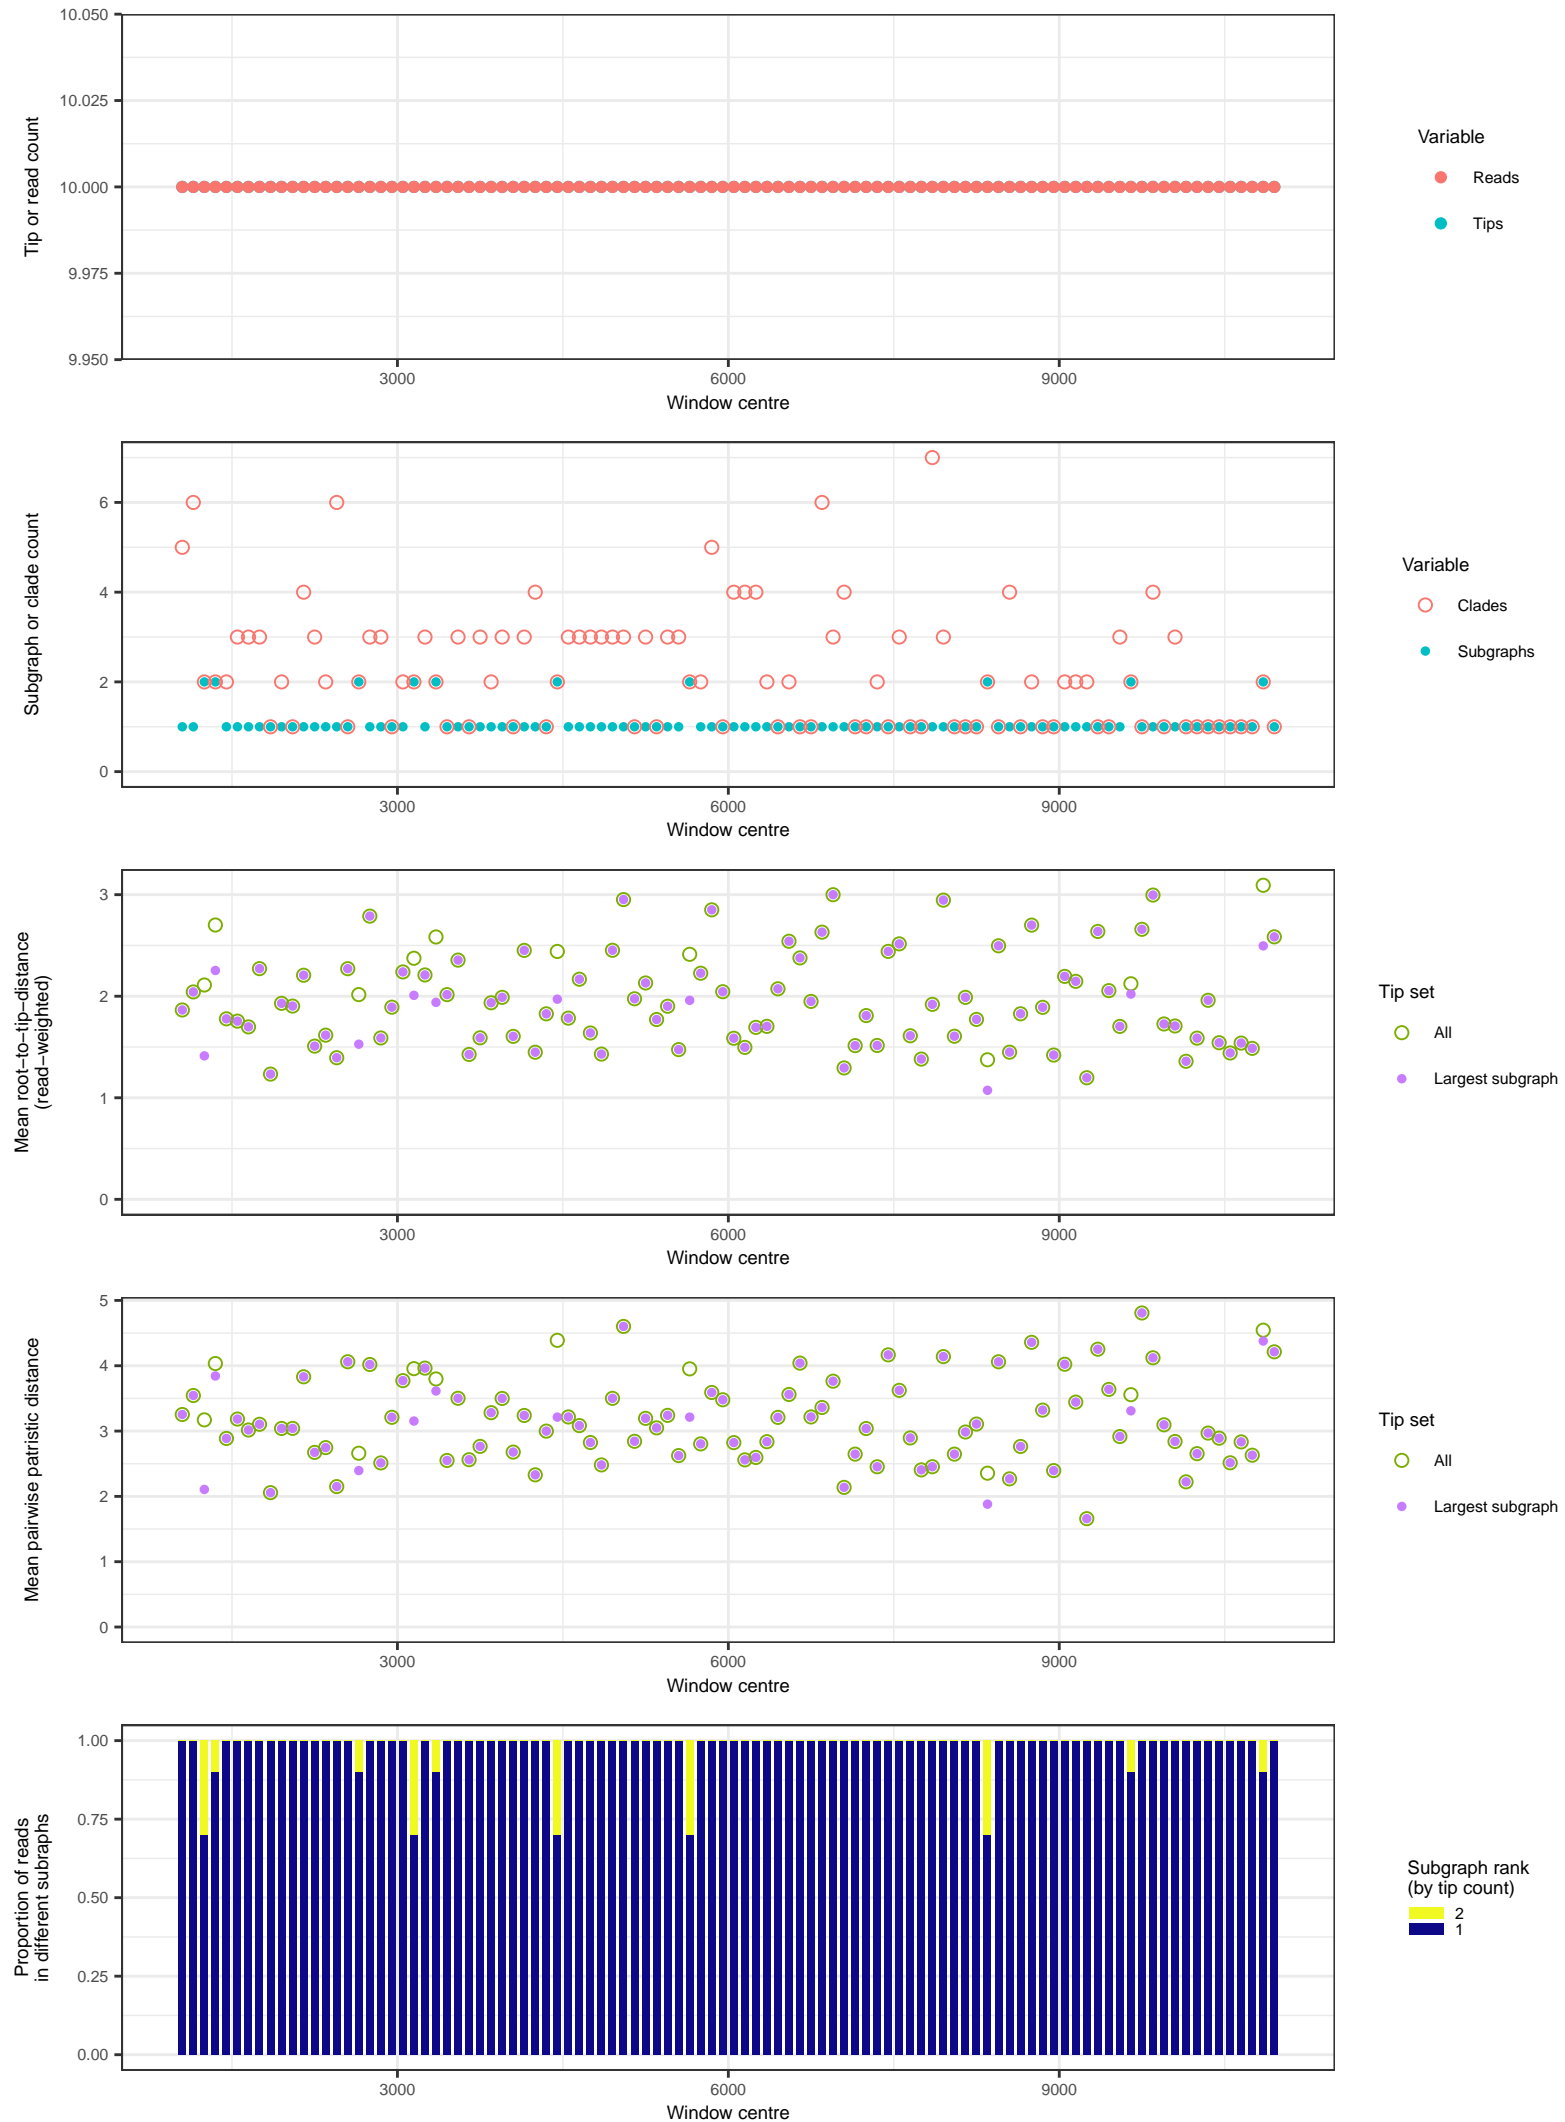 10.050
10.025
10.000
9.975
9.950
Tip or read count
3000 6000 9000
Window centre
Variable
Reads
Tips
6
4
2
0
Subgraph or clade count
3000 6000 9000
Window centre
Variable
Clades
Subgraphs
3
2
1
0
Mean root−to−tip−distance
(read−weighted)
3000 6000 9000
Window centre
Tip set
All
Largest subgraph
5
4
3
2
1
0
Mean pairwise patristic distance
3000 6000 9000
Window centre
Tip set
All
Largest subgraph
1.00
0.75
0.50
0.25
0.00
Proportion of reads
in different subraphs
3000 6000 9000
Window centre
Subgraph rank
(by tip count)
2
1